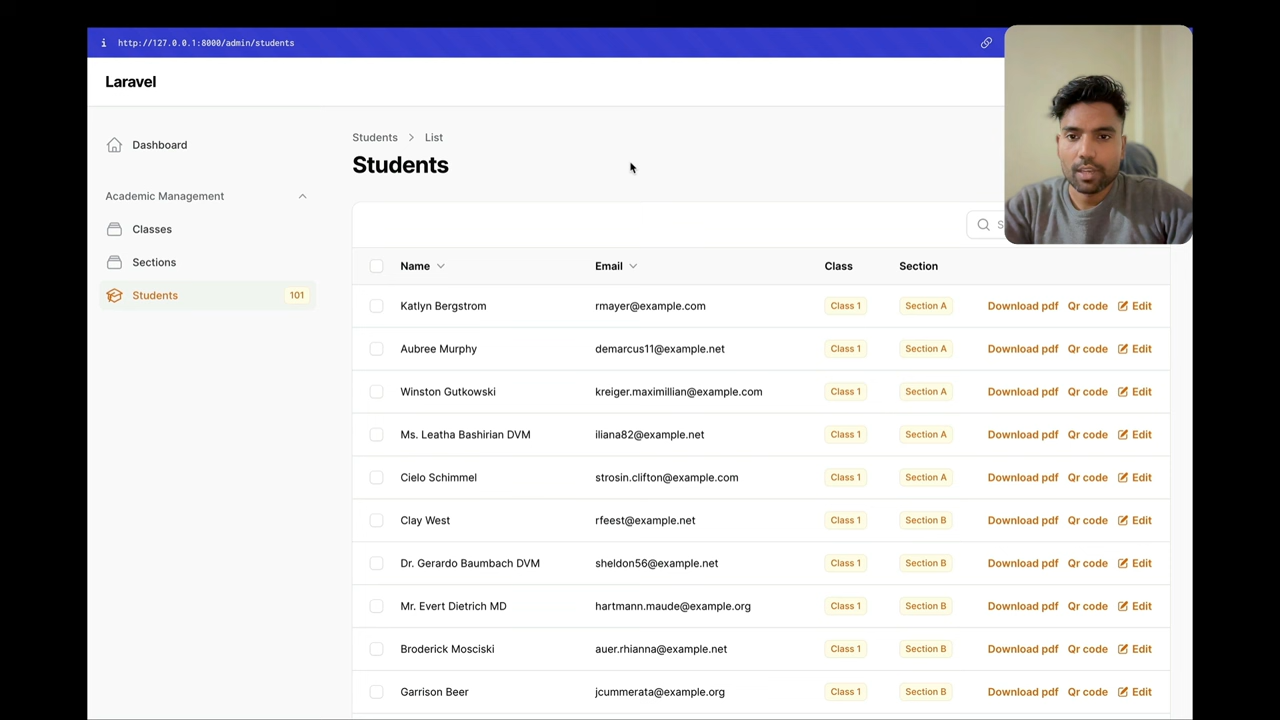 i http://127.0.0.1:8000/admin/students
Laravel
Dashboard
Academic Management
Classes
Sections
Students 101
Students > List
Students
S
Name Email Class Section
Katlyn Bergstrom rmayer@example.com Class 1 Section A Download pdf Qr code Edit
Aubree Murphy demarcus11@example.net Class 1 Section A Download pdf Qr code Edit
Winston Gutkowski kreiger.maximillian@example.com Class 1 Section A Download pdf Qr code Edit
Ms. Leatha Bashirian DVM iliana82@example.net Class 1 Section A Download pdf Qr code Edit
Cielo Schimmel strosin.clifton@example.com Class 1 Section A Download pdf Qr code Edit
Clay West rfeest@example.net Class 1 Section B Download pdf Qr code Edit
Dr. Gerardo Baumbach DVM sheldon56@example.net Class 1 Section B Download pdf Qr code Edit
Mr. Evert Dietrich MD hartmann.maude@example.org Class 1 Section B Download pdf Qr code Edit
Broderick Mosciski auer.rhianna@example.net Class 1 Section B Download pdf Qr code Edit
Garrison Beer jcummerata@example.org Class 1 Section B Download pdf Qr code Edit